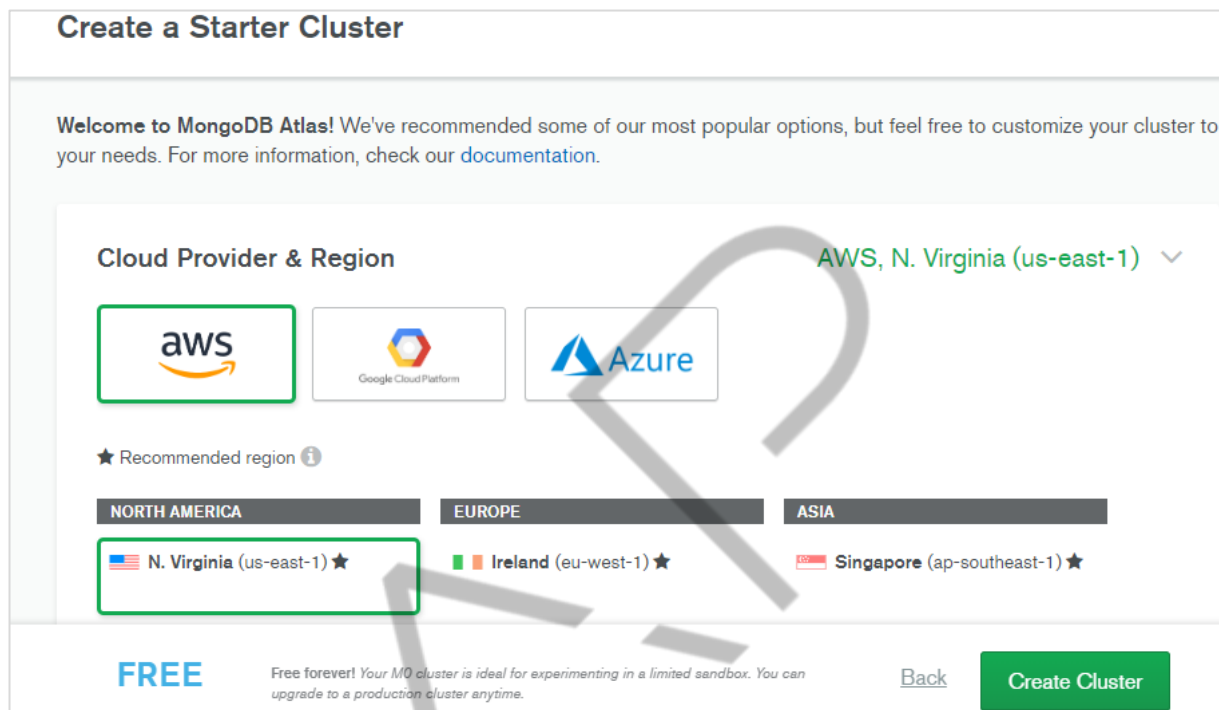 Create a Starter Cluster
Welcome to MongoDB Atlas! We've recommended some of our most popular options, but feel free to customize your cluster to
your needs. For more information, check our documentation.
Cloud Provider & Region
AWS, N. Virginia (us-east-1)
aws
Google Cloud Platform
Azure
★ Recommended region
NORTH AMERICA
EUROPE
ASIA
N. Virginia (us-east-1) ★
Ireland (eu-west-1) ★
Singapore (ap-southeast-1) ★
FREE
Free forever! Your M0 cluster is ideal for experimenting in a limited sandbox. You can
upgrade to a production cluster anytime.
Back
Create Cluster